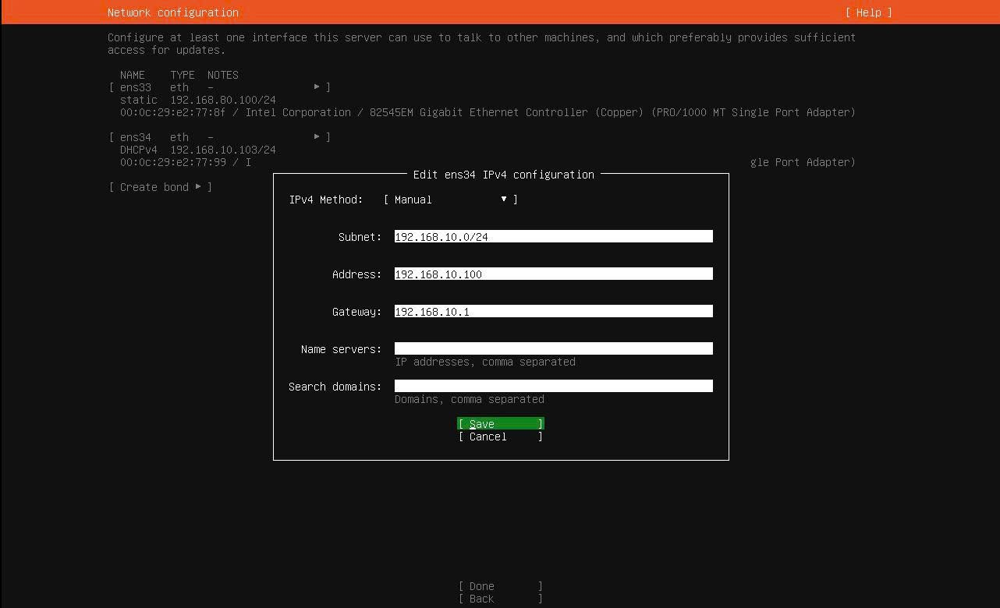 Network configuration [ Help ]
Configure at least one interface this server can use to talk to other machines, and which preferably provides sufficient
access for updates.
NAME TYPE NOTES
[ ens33 eth - ▸ ]
static 192.168.80.100/24
00:0c:29:e2:77:8f / Intel Corporation / 82545EM Gigabit Ethernet Controller (Copper) (PRO/1000 MT Single Port Adapter)
[ ens34 eth - ▸ ]
DHCPv4 192.168.10.103/24
00:0c:29:e2:77:99 / I gle Port Adapter)
[ Create bond ▸ ]
Edit ens34 IPv4 configuration
IPv4 Method: [ Manual ▾ ]
Subnet: 192.168.10.0/24
Address: 192.168.10.100
Gateway: 192.168.10.1
Name servers:
IP addresses, comma separated
Search domains:
Domains, comma separated
[ Save ]
[ Cancel ]
[ Done ]
[ Back ]